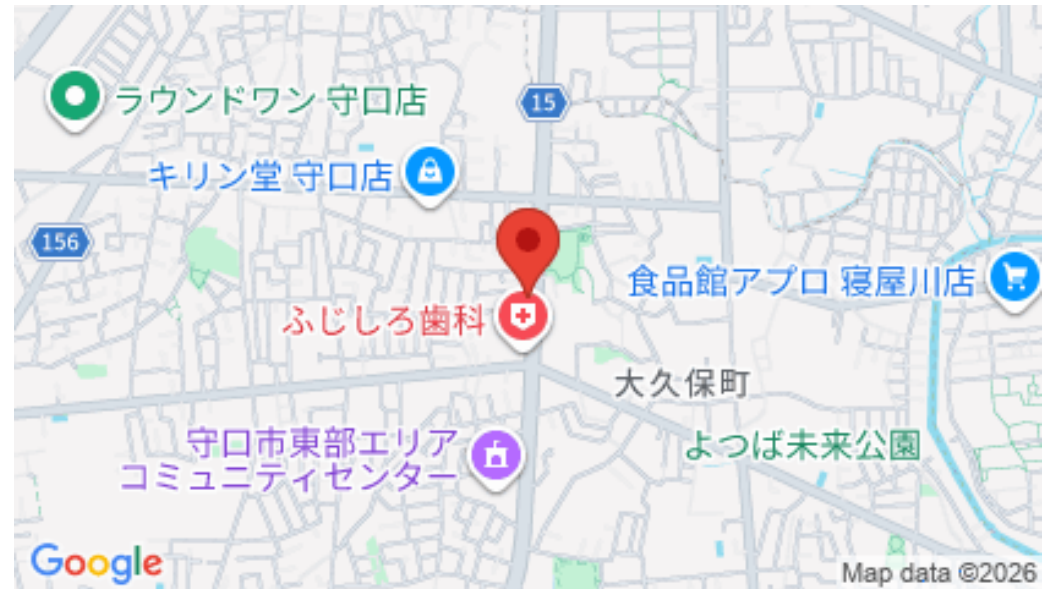 ラウンドワン 守口店
15
キリン堂 守口店
156
食品館アプロ 寝屋川店
ふじしろ歯科
大久保町
守口市東部エリア
コミュニティセンター
よつば未来公園
Google
Map data ©2026